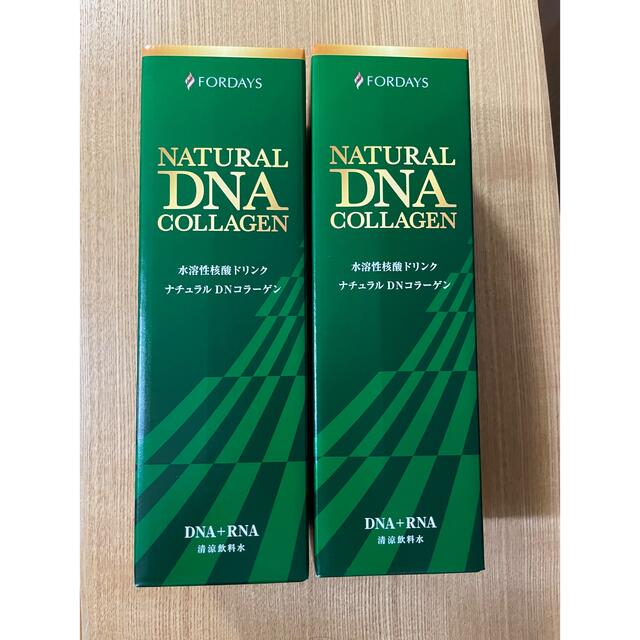 FORDAYS
NATURAL
DNA
COLLAGEN
水溶性核酸ドリンク
ナチュラル DNコラーゲン
DNA+RNA
清涼飲料水
FORDAYS
NATURAL
DNA
COLLAGEN
水溶性核酸ドリンク
ナチュラル DNコラーゲン
DNA+RNA
清涼飲料水